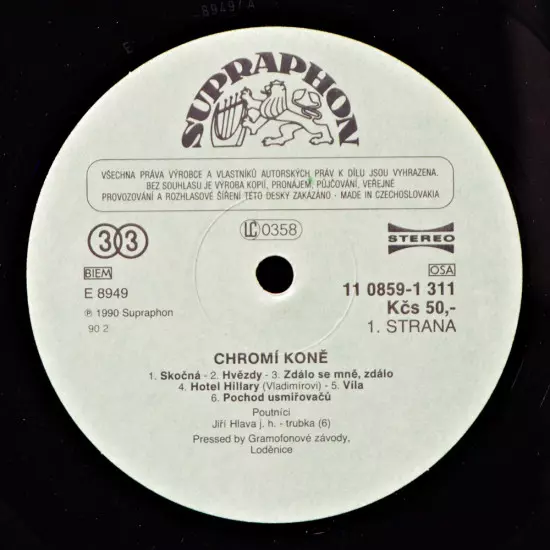 E 8949/A
E
SUPRAPHON
VŠECHNA PRÁVA VÝROBCE A VLASTNÍKŮ AUTORSKÝCH PRÁV K DÍLU JSOU VYHRAZENA.
BEZ SOUHLASU JE VÝROBA KOPIÍ, PRONÁJEM, PŮJČOVÁNÍ, VEŘEJNÉ
PROVOZOVÁNÍ A ROZHLASOVÉ ŠÍŘENÍ TÉTO DESKY ZAKÁZÁNO - MADE IN CZECHOSLOVAKIA
33
LC 0358
STEREO
BIEM
OSA
E 8949
11 0859-1 311
℗ 1990 Supraphon
Kčs 50,-
90 2
1. STRANA
CHROMÍ KONĚ
1. Skočná - 2. Hvězdy - 3. Zdálo se mně, zdálo
4. Hotel Hillary (Vladimírovi) - 5. Víla
6. Pochod usmiřovačů
Poutníci
Jiří Hlava j. h. - trubka (6)
Pressed by Gramofonové závody,
Loděnice